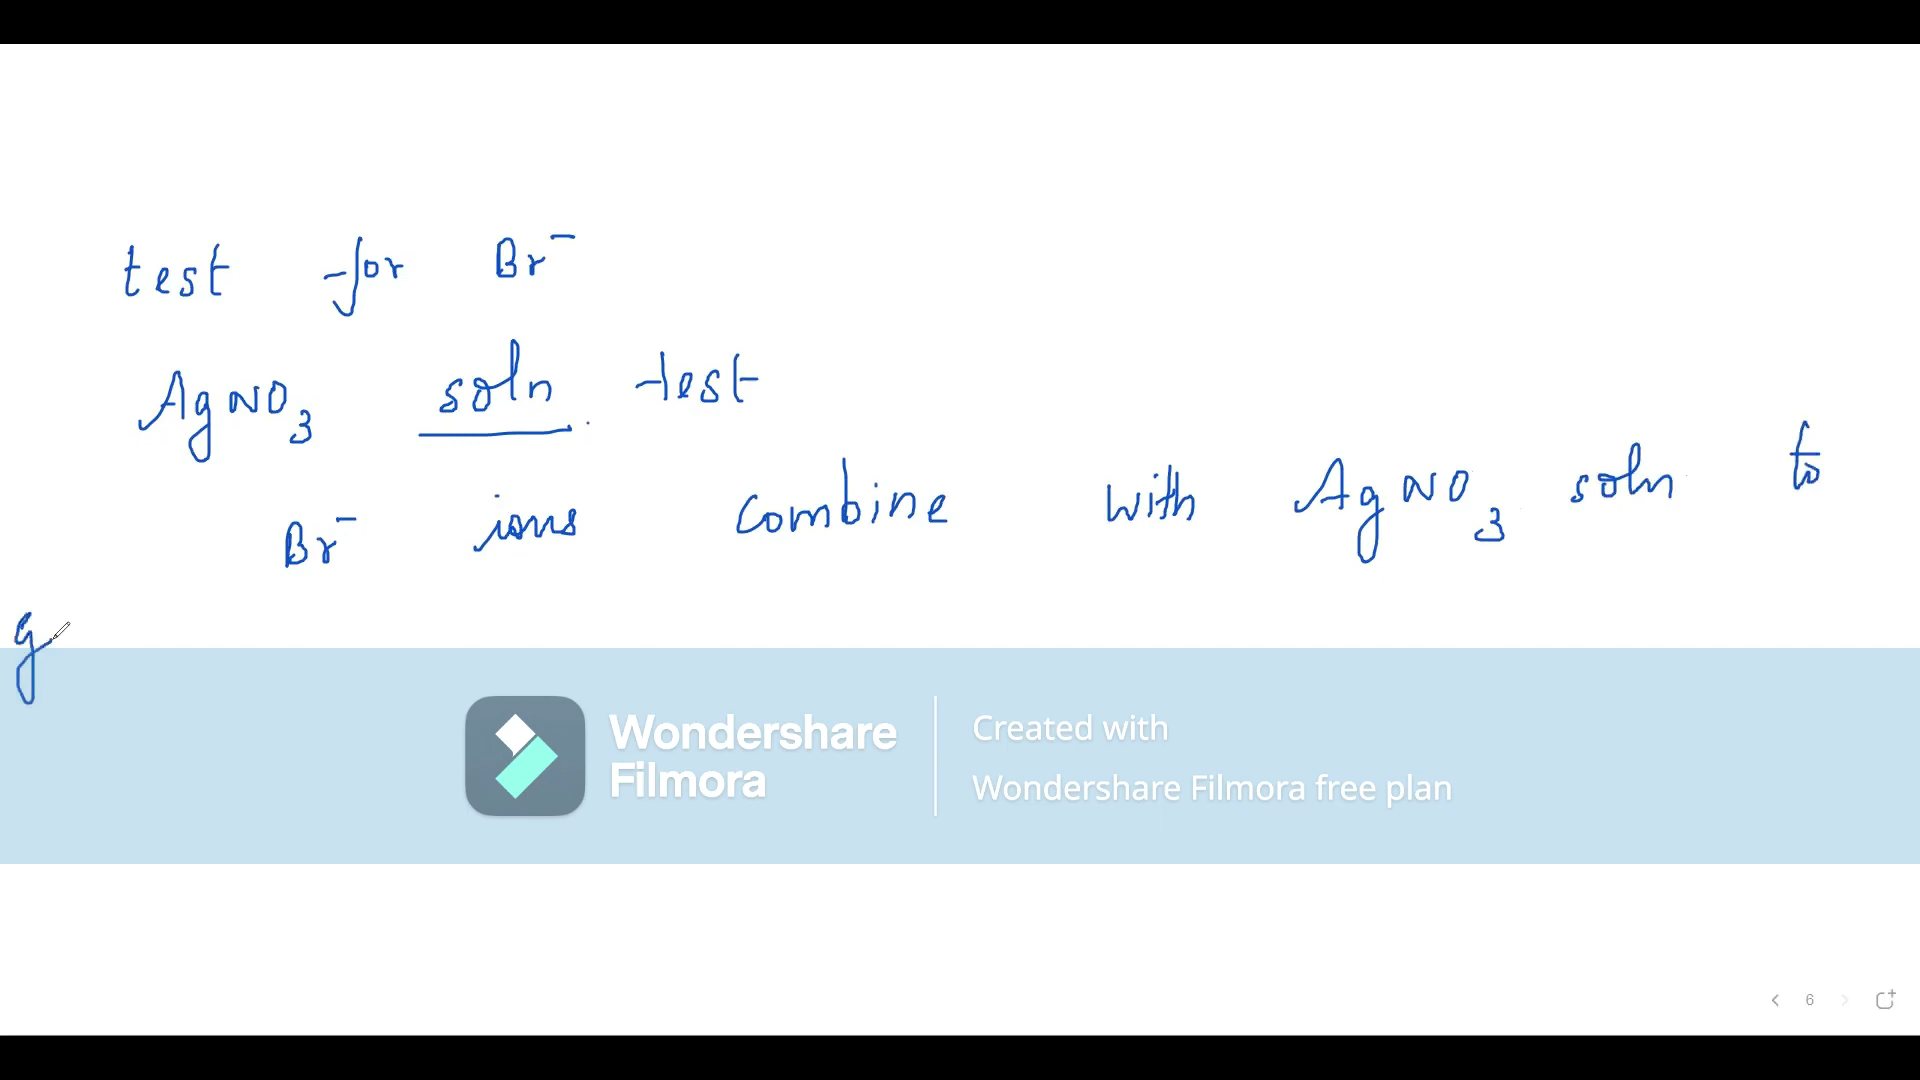 test for Br⁻
AgNO₃ soln test
Br⁻ ions combine with AgNO₃ soln to
g
Wondershare
Filmora
Created with
Wondershare Filmora free plan
6